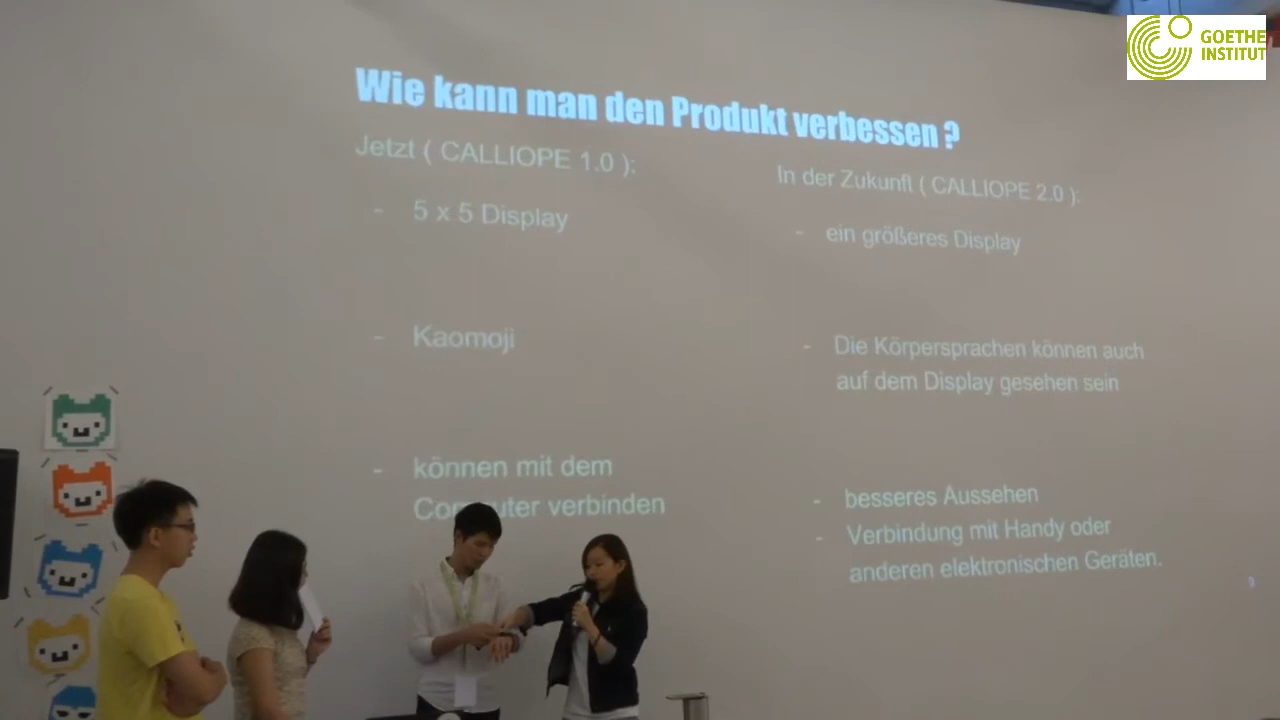 GOETHE
INSTITUT
Wie kann man den Produkt verbessen ?
Jetzt ( CALLIOPE 1.0 ):
- 5 x 5 Display
- Kaomoji
- können mit dem
Computer verbinden
In der Zukunft ( CALLIOPE 2.0 ):
- ein größeres Display
- Die Körpersprachen können auch
auf dem Display gesehen sein
- besseres Aussehen
- Verbindung mit Handy oder
anderen elektronischen Geräten.